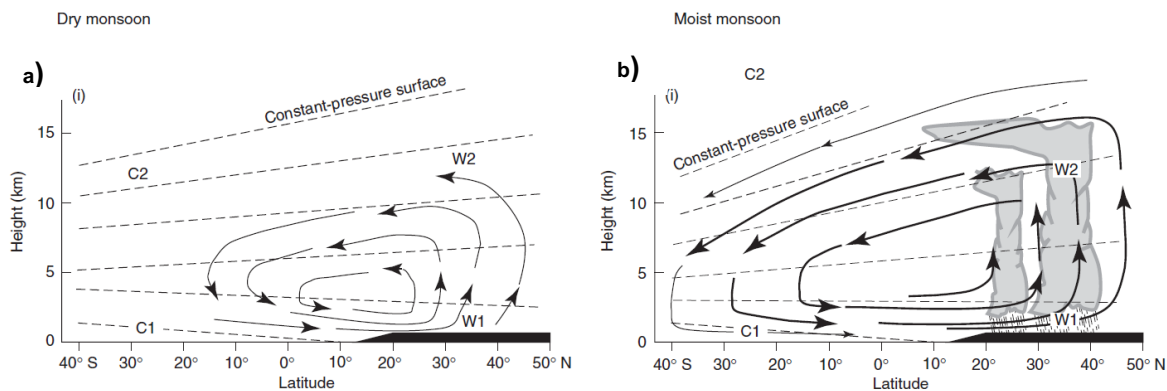 Dry monsoon
Moist monsoon
a)
(i)
Constant-pressure surface
15
10
5
0
Height (km)
C2
W2
C1
W1
40° S 30° 20° 10° 0° 10° 20° 30° 40° 50° N
Latitude
b)
(i)
C2
Constant-pressure surface
15
10
5
0
Height (km)
W2
C1
W1
40° S 30° 20° 10° 0° 10° 20° 30° 40° 50° N
Latitude